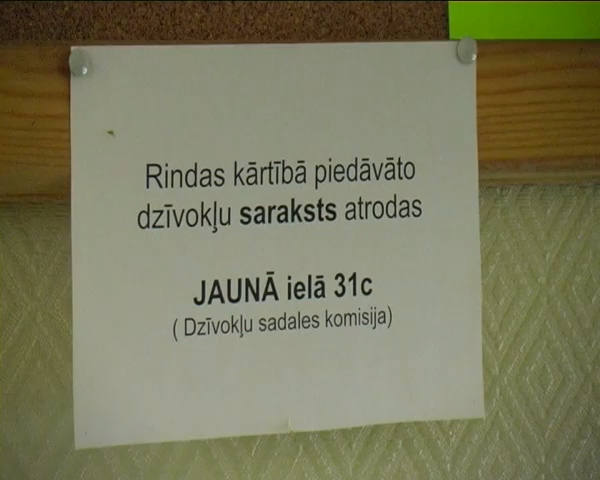 Rindas kārtībā piedāvāto
dzīvokļu saraksts atrodas
JAUNĀ ielā 31c
( Dzīvokļu sadales komisija)